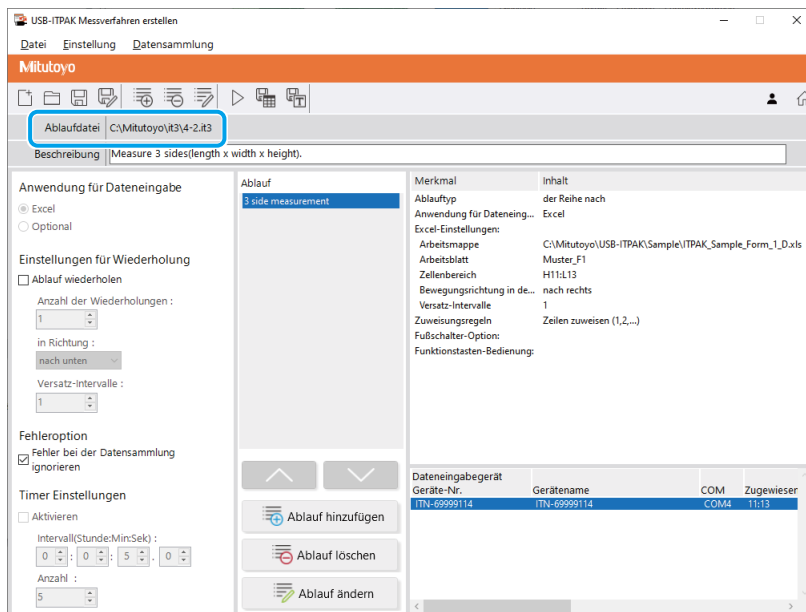 USB-ITPAK Messverfahren erstellen
Datei Einstellung Datensammlung
Mitutoyo
Ablaufdatei C:\Mitutoyo\it3\4-2.it3
Beschreibung Measure 3 sides(length x width x height).
Anwendung für Dateneingabe
Excel
Optional
Einstellungen für Wiederholung
Ablauf wiederholen
Anzahl der Wiederholungen :
1
in Richtung :
nach unten
Versatz-Intervalle :
1
Fehleroption
Fehler bei der Datensammlung
ignorieren
Timer Einstellungen
Aktivieren
Intervall(Stunde:Min:Sek) :
0 : 0 : 5 . 0
Anzahl :
5
Ablauf
3 side measurement
Ablauf hinzufügen
Ablauf löschen
Ablauf ändern
Merkmal Inhalt
Ablauftyp der Reihe nach
Anwendung für Dateneing... Excel
Excel-Einstellungen:
Arbeitsmappe C:\Mitutoyo\USB-ITPAK\Sample\ITPAK_Sample_Form_1_D.xls
Arbeitsblatt Muster_F1
Zellenbereich H11:L13
Bewegungsrichtung in de... nach rechts
Versatz-Intervalle 1
Zuweisungsregeln Zeilen zuweisen (1,2,...)
Fußschalter-Option:
Funktionstasten-Bedienung:
Dateneingabegerät
Geräte-Nr. Gerätename COM Zugewiesen
ITN-69999114 ITN-69999114 COM4 11:13